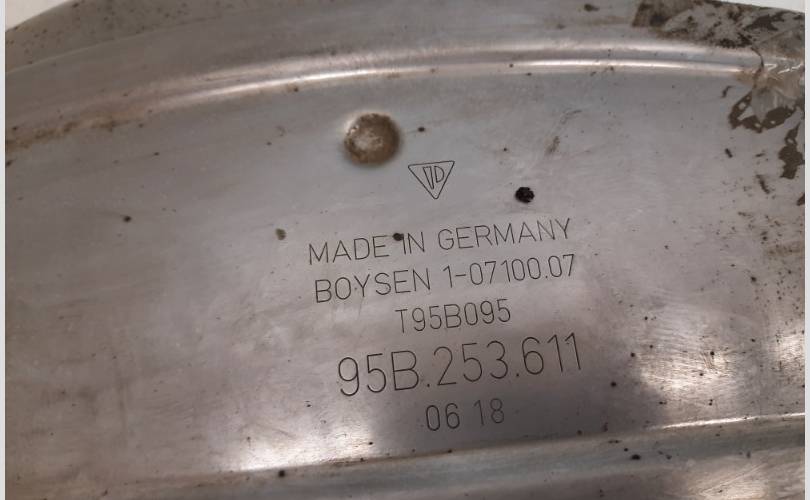 MADE IN GERMANY
BOYSEN 1-07100.07
T95B095
95B.253.611
06 18